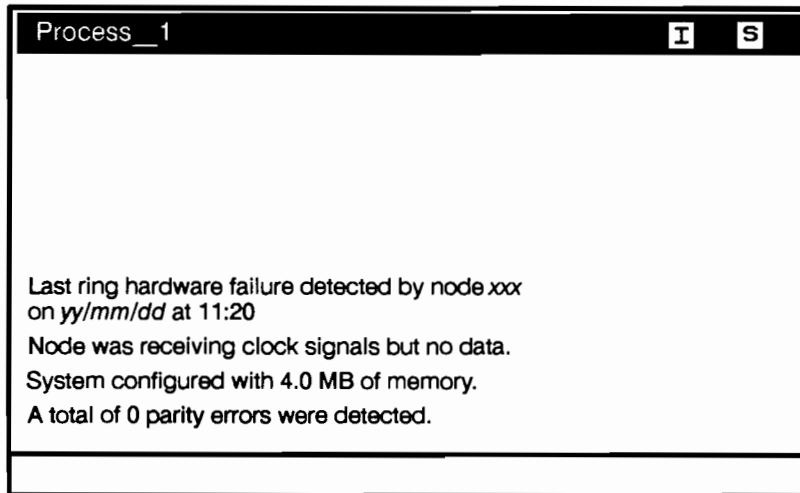 Process__1 I S
Last ring hardware failure detected by node xxx
on yy/mm/dd at 11:20
Node was receiving clock signals but no data.
System configured with 4.0 MB of memory.
A total of 0 parity errors were detected.